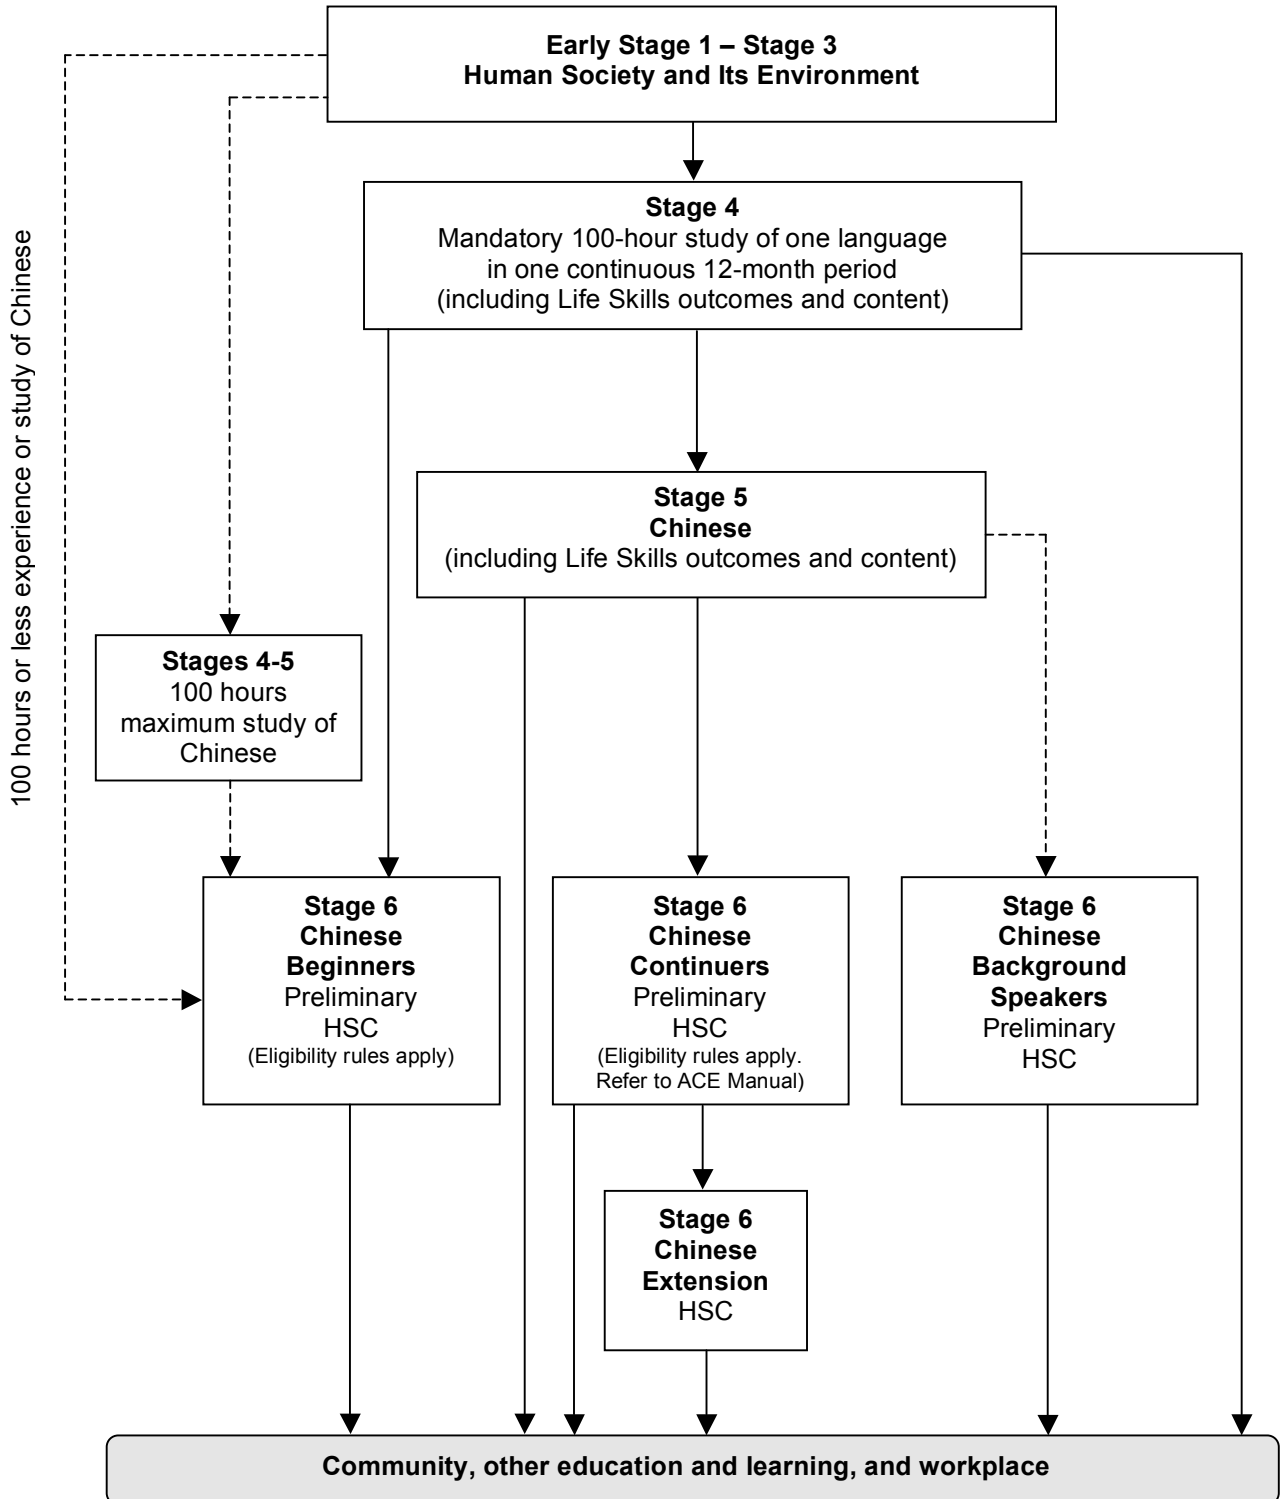 Early Stage 1 – Stage 3
Human Society and Its Environment
Stage 4
Mandatory 100-hour study of one language
in one continuous 12-month period
(including Life Skills outcomes and content)
100 hours or less experience or study of Chinese
Stage 5
Chinese
(including Life Skills outcomes and content)
Stages 4-5
100 hours
maximum study of
Chinese
Stage 6
Chinese
Beginners
Preliminary
HSC
(Eligibility rules apply)
Stage 6
Chinese
Continuers
Preliminary
HSC
(Eligibility rules apply.
Refer to ACE Manual)
Stage 6
Chinese
Background
Speakers
Preliminary
HSC
Stage 6
Chinese
Extension
HSC
Community, other education and learning, and workplace